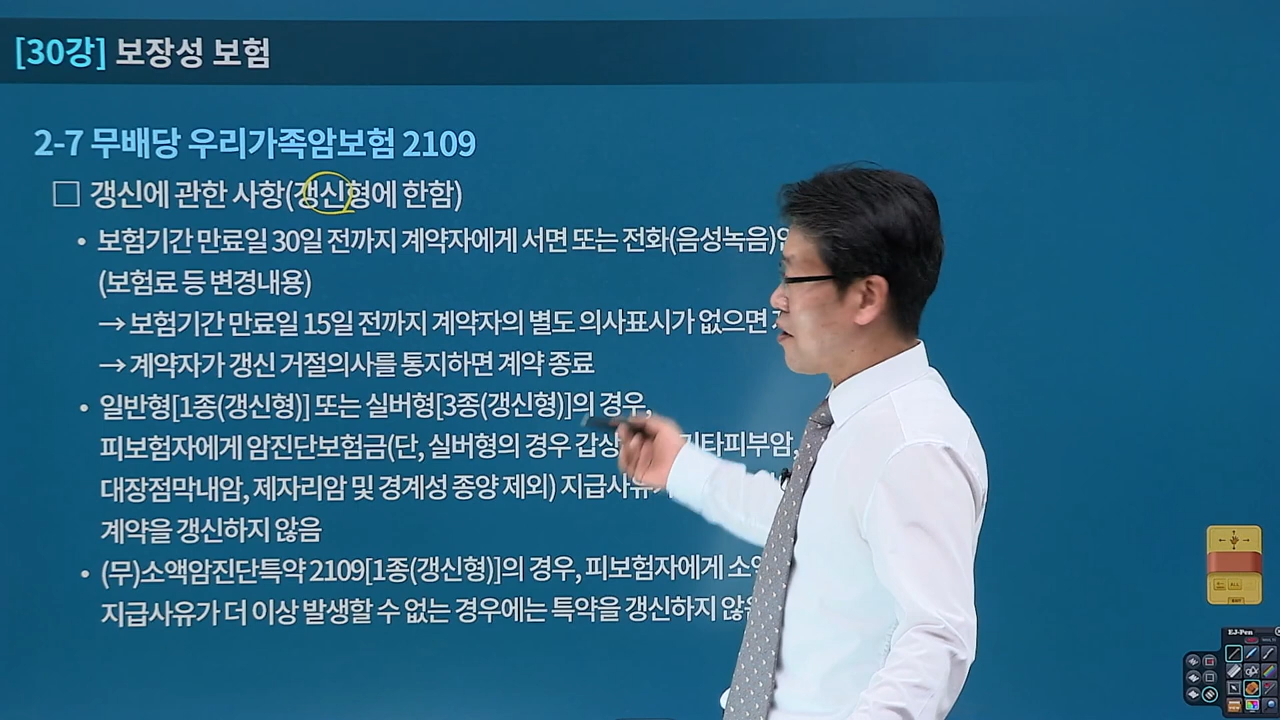 [30강] 보장성 보험
2-7 무배당 우리가족암보험 2109
□ 갱신에 관한 사항(갱신형에 한함)
• 보험기간 만료일 30일 전까지 계약자에게 서면 또는 전화(음성녹음)
(보험료 등 변경내용)
→ 보험기간 만료일 15일 전까지 계약자의 별도 의사표시가 없으면
→ 계약자가 갱신 거절의사를 통지하면 계약 종료
• 일반형[1종(갱신형)] 또는 실버형[3종(갱신형)]의 경우,
피보험자에게 암진단보험금(단, 실버형의 경우 갑상 기타피부암,
대장점막내암, 제자리암 및 경계성 종양 제외) 지급사유
계약을 갱신하지 않음
• (무)소액암진단특약 2109[1종(갱신형)]의 경우, 피보험자에게
지급사유가 더 이상 발생할 수 없는 경우에는 특약을 갱신하지
EJ-Pen
ALL